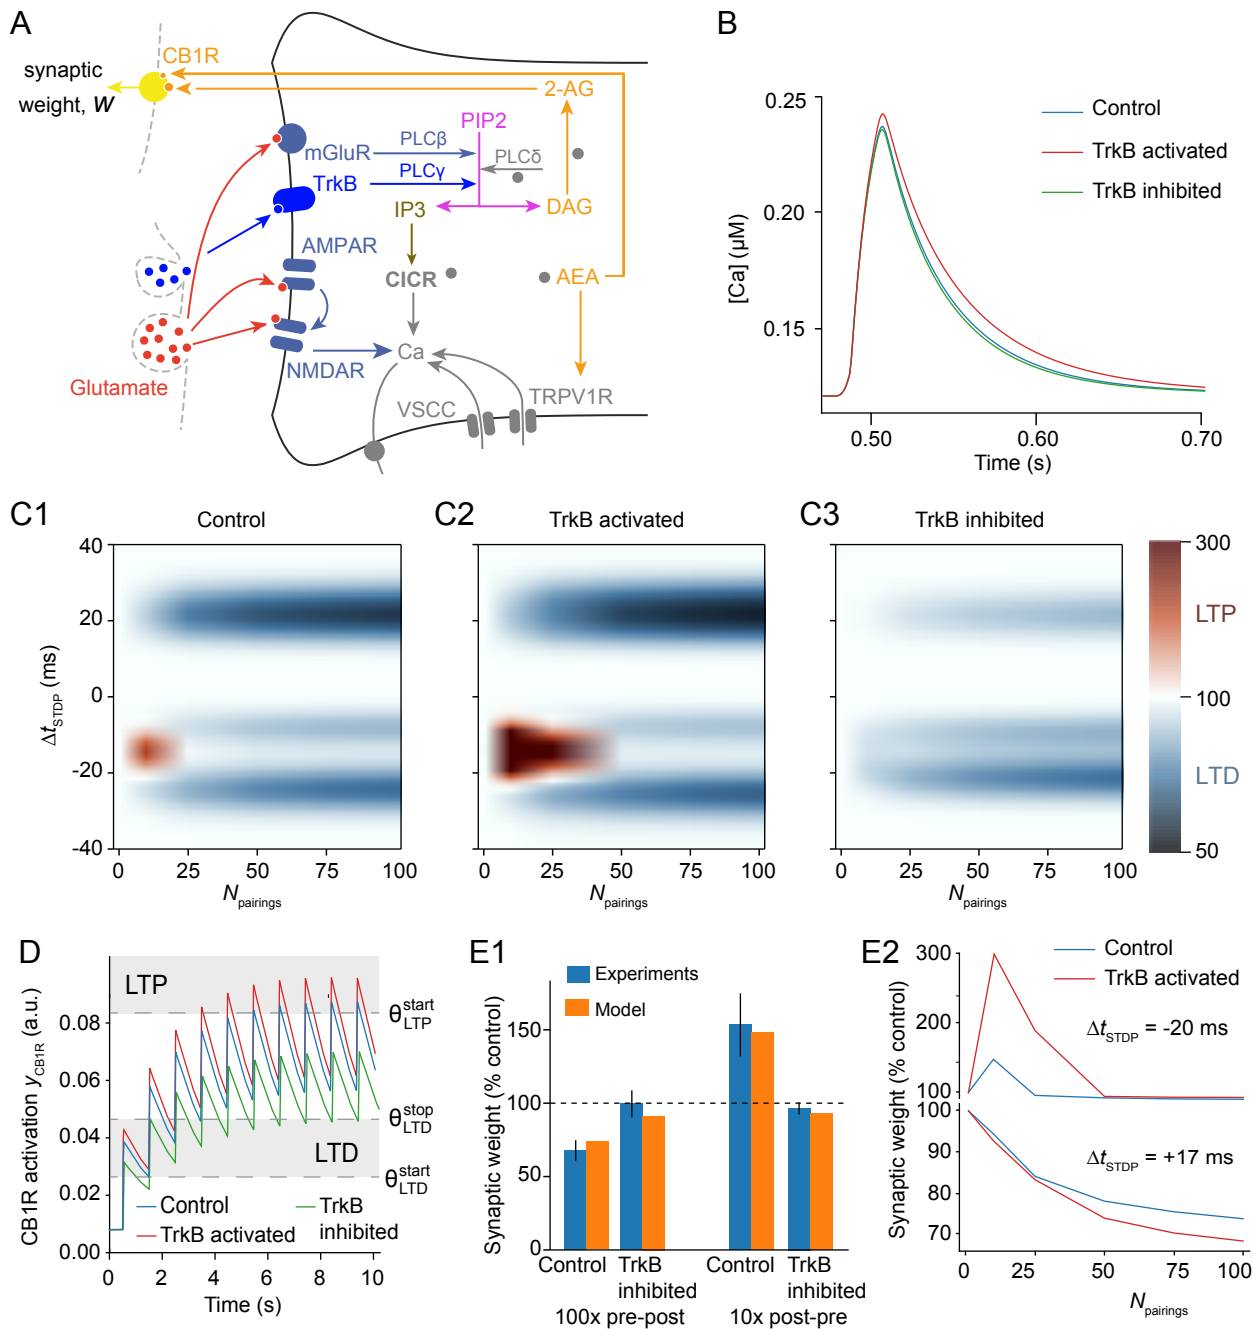 A
CB1R
synaptic
weight, W
2-AG
PIP2
mGluR
PLCβ
PLCδ
TrkB
PLCγ
IP3
DAG
AMPAR
CICR
AEA
NMDAR
Ca
Glutamate
VSCC
TRPV1R
B
0.25
0.20
0.15
[Ca] (μM)
Control
TrkB activated
TrkB inhibited
0.50
0.60
0.70
Time (s)
C1
Control
40
20
0
-20
-40
Δt_STDP (ms)
0
25
50
75
100
N_pairings
C2
TrkB activated
0
25
50
75
100
N_pairings
C3
TrkB inhibited
0
25
50
75
100
N_pairings
300
LTP
100
LTD
50
D
LTP
θ^start_LTP
θ^stop_LTD
LTD
θ^start_LTD
0.08
0.06
0.04
0.02
0.00
CB1R activation y_CB1R (a.u.)
Control
TrkB activated
TrkB
inhibited
0
2
4
6
8
10
Time (s)
E1
Experiments
Model
150
100
50
0
Synaptic weight (% control)
Control
TrkB
inhibited
100x pre-post
Control
TrkB
inhibited
10x post-pre
E2
Control
TrkB activated
300
200
100
Δt_STDP = -20 ms
100
90
80
70
Δt_STDP = +17 ms
Synaptic weight (% control)
0
25
50
75
100
N_pairings